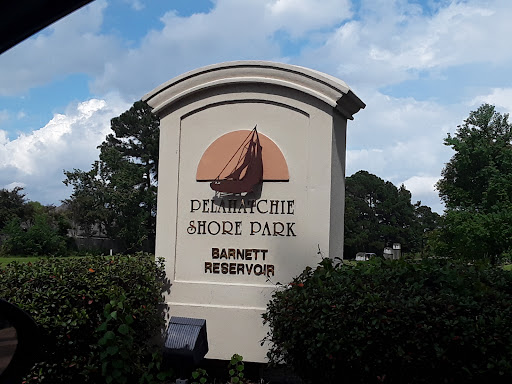 PELAHATCHIE
SHORE PARK
BARNETT
RESERVOIR